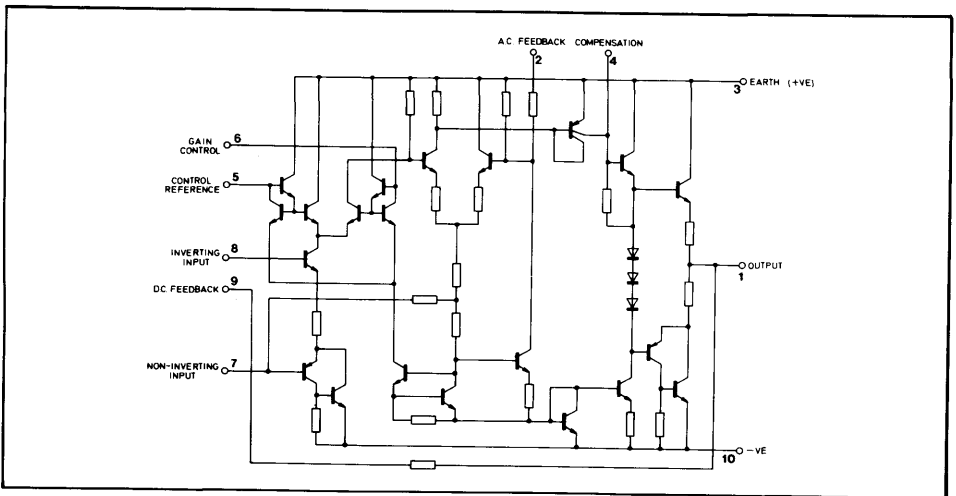 A.C. FEEDBACK COMPENSATION
2 4
3 EARTH (+VE)
GAIN CONTROL 6
CONTROL REFERENCE 5
INVERTING INPUT 8
D.C. FEEDBACK 9
NON-INVERTING INPUT 7
1 OUTPUT
10 -VE